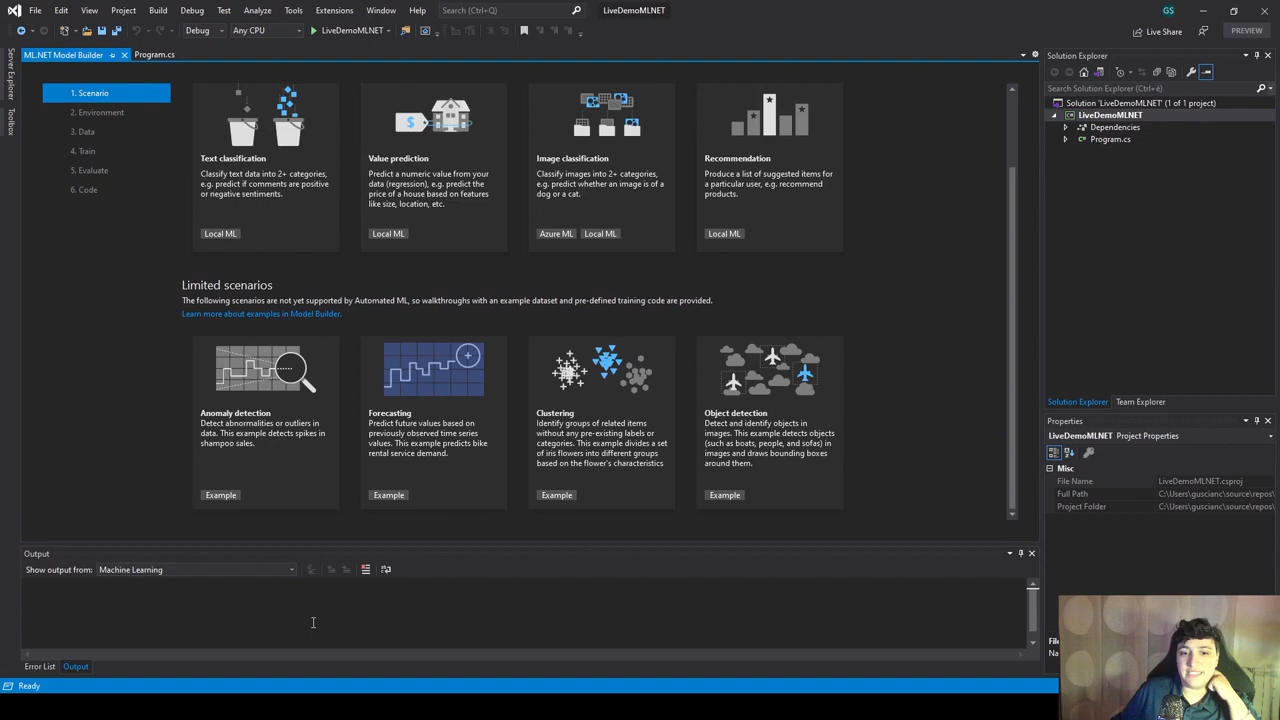 File Edit View Project Build Debug Test Analyze Tools Extensions Window Help Search (Ctrl+Q) LiveDemoMLNET GS
Debug Any CPU LiveDemoMLNET Live Share PREVIEW
Server Explorer
Toolbox
ML.NET Model Builder Program.cs
1. Scenario
2. Environment
3. Data
4. Train
5. Evaluate
6. Code
Text classification
Classify text data into 2+ categories,
e.g. predict if comments are positive
or negative sentiments.
Local ML
Value prediction
Predict a numeric value from your
data (regression), e.g. predict the
price of a house based on features
like size, location, etc.
Local ML
Image classification
Classify images into 2+ categories,
e.g. predict whether an image is of a
dog or a cat.
Azure ML Local ML
Recommendation
Produce a list of suggested items for
a particular user, e.g. recommend
products.
Local ML
Limited scenarios
The following scenarios are not yet supported by Automated ML, so walkthroughs with an example dataset and pre-defined training code are provided.
Learn more about examples in Model Builder.
Anomaly detection
Detect abnormalities or outliers in
data. This example detects spikes in
shampoo sales.
Example
Forecasting
Predict future values based on
previously observed time series
values. This example predicts bike
rental service demand.
Example
Clustering
Identify groups of related items
without any pre-existing labels or
categories. This example divides a set
of iris flowers into different groups
based on the flower's characteristics
Example
Object detection
Detect and identify objects in
images. This example detects objects
(such as boats, people, and sofas) in
images and draws bounding boxes
around them.
Example
Output
Show output from: Machine Learning
Error List Output
Ready
Solution Explorer
Search Solution Explorer (Ctrl+è)
Solution 'LiveDemoMLNET' (1 of 1 project)
LiveDemoMLNET
Dependencies
Program.cs
Solution Explorer Team Explorer
Properties
LiveDemoMLNET Project Properties
Misc
File Name LiveDemoMLNET.csproj
Full Path C:\Users\guscianc\source\repos\
Project Folder C:\Users\guscianc\source\repos\